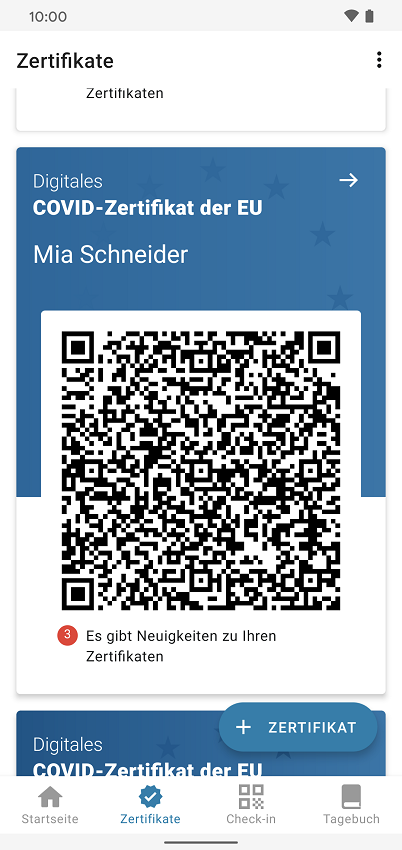 10:00
Zertifikate
Zertifikaten
Digitales
COVID-Zertifikat der EU
Mia Schneider
3 Es gibt Neuigkeiten zu Ihren
Zertifikaten
+ ZERTIFIKAT
Digitales
COVID-Zertifikat der EU
Startseite Zertifikate Check-in Tagebuch